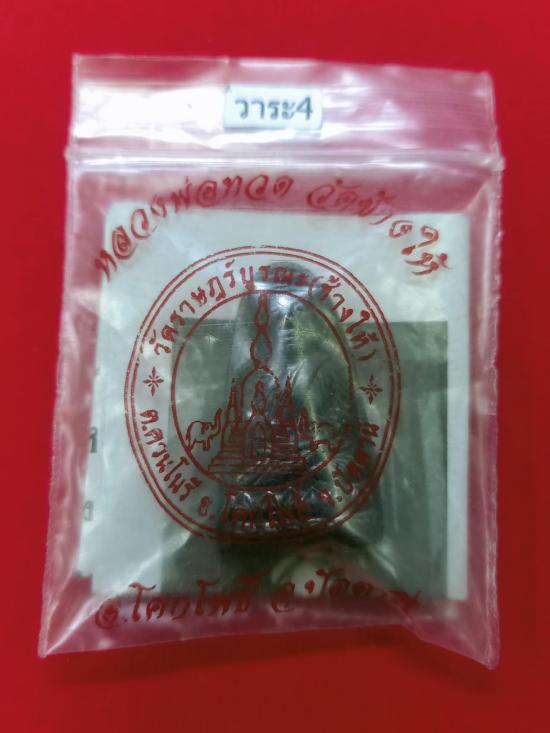 วาระ4
หลวงพ่อทวด วัดช้างให้
วัดราษฎร์บูรณะ(ช้างให้)
ต.ควนโนรี อ.โคกโพธิ์ จ.ปัตตานี
อ.โคกโพธิ์ จ.ปัตตานี